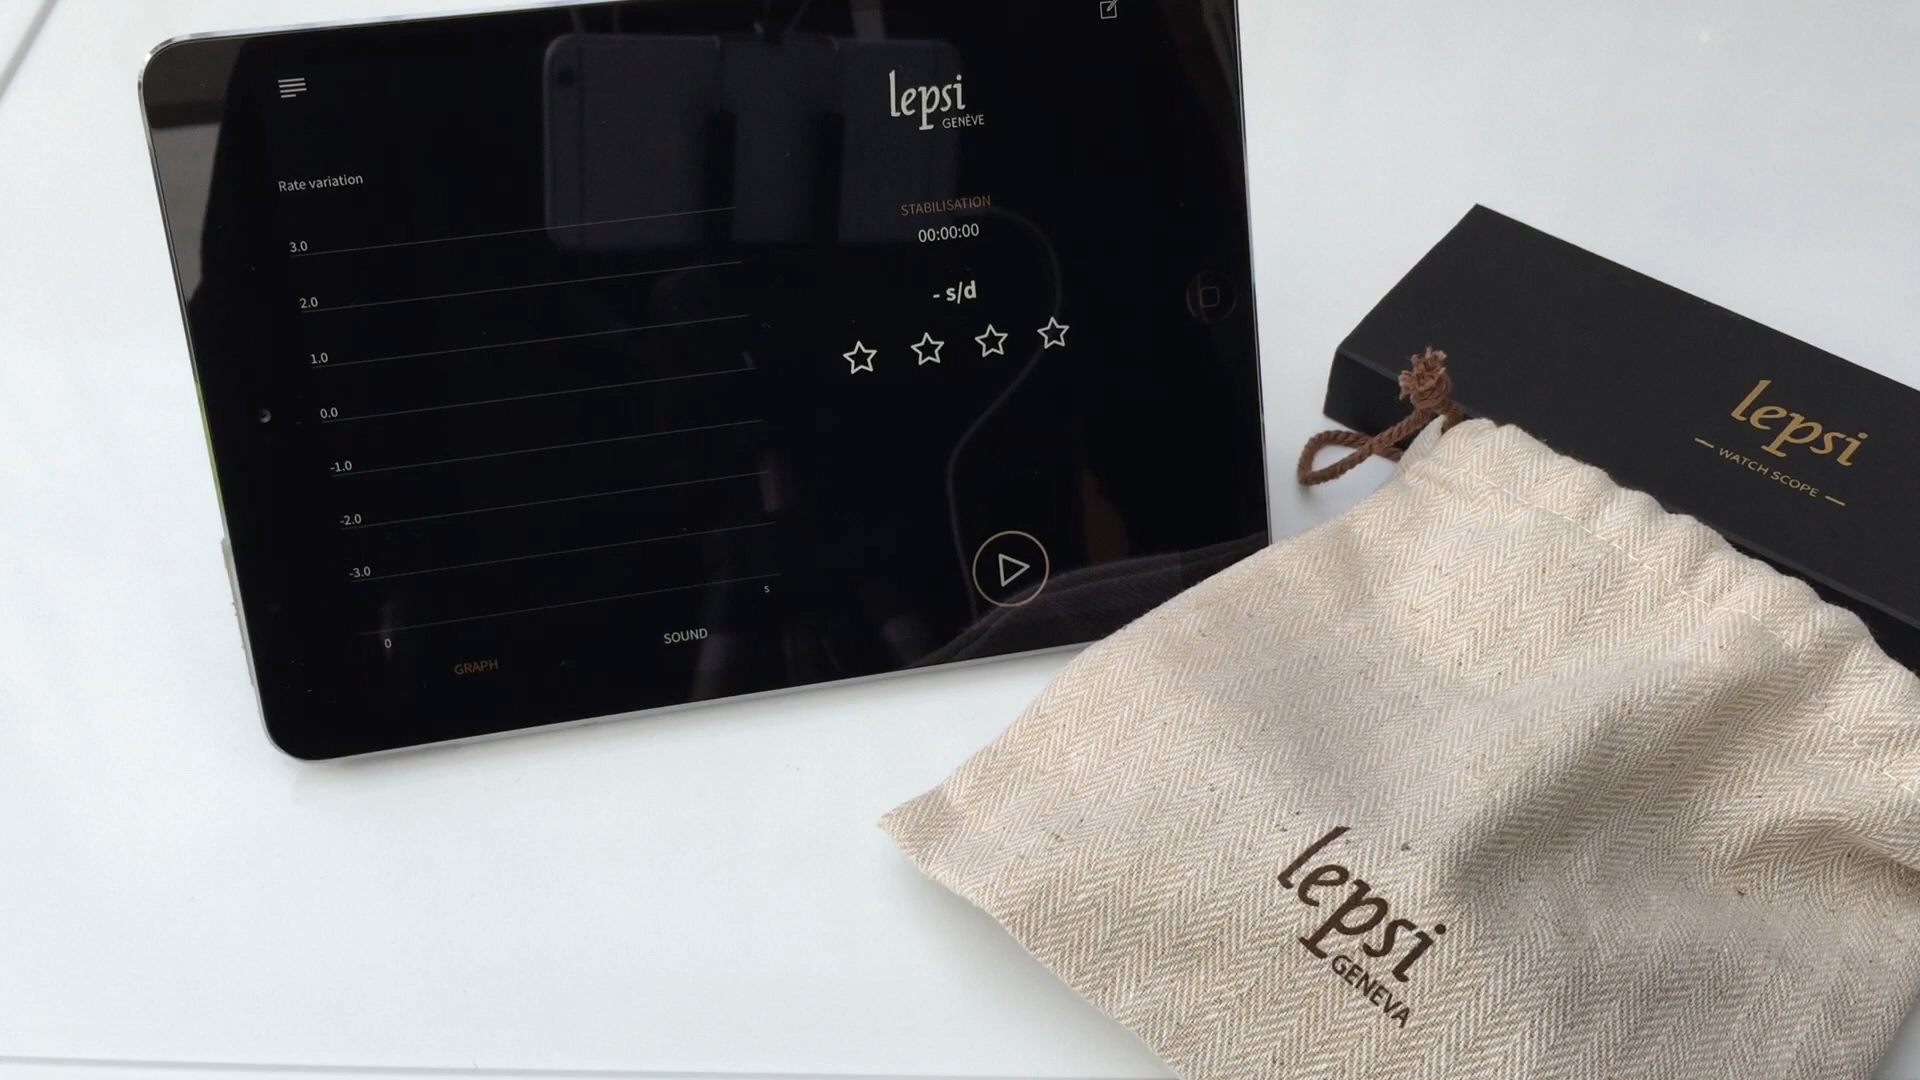 lepsi
GENÈVE
Rate variation
3.0
2.0
1.0
0.0
-1.0
-2.0
-3.0
0
s
GRAPH
SOUND
STABILISATION
00:00:00
- s/d
lepsi
WATCH SCOPE
lepsi
GENEVA